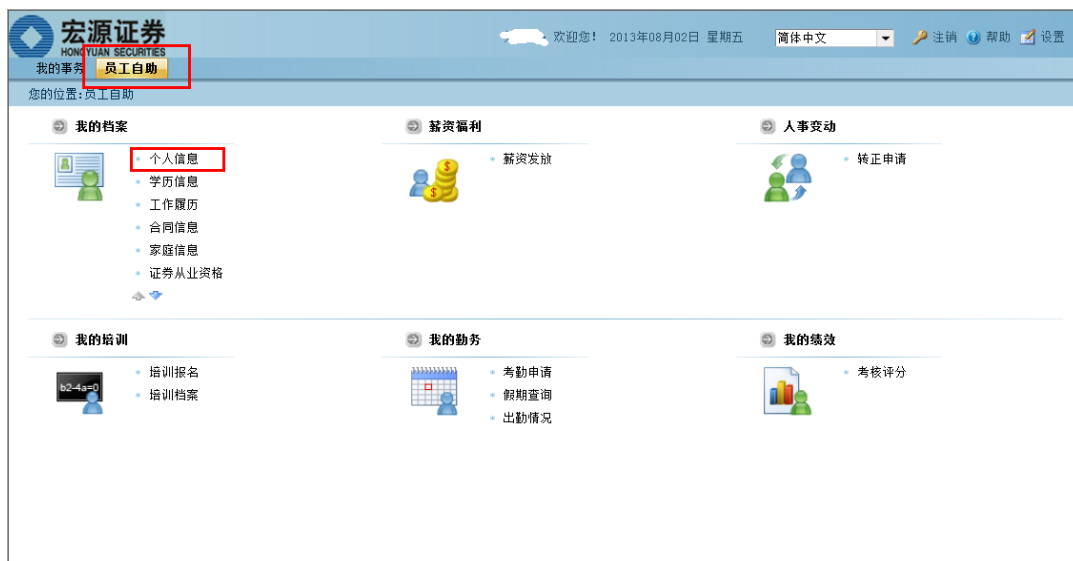 宏源证券
HONGYUAN SECURITIES
欢迎您! 2013年08月02日 星期五
简体中文
注销 帮助 设置
我的事务 员工自助
您的位置:员工自助
我的档案
个人信息
学历信息
工作履历
合同信息
家庭信息
证券从业资格
薪资福利
薪资发放
人事变动
转正申请
我的培训
b2-4a=0
培训报名
培训档案
我的勤务
考勤申请
假期查询
出勤情况
我的绩效
考核评分